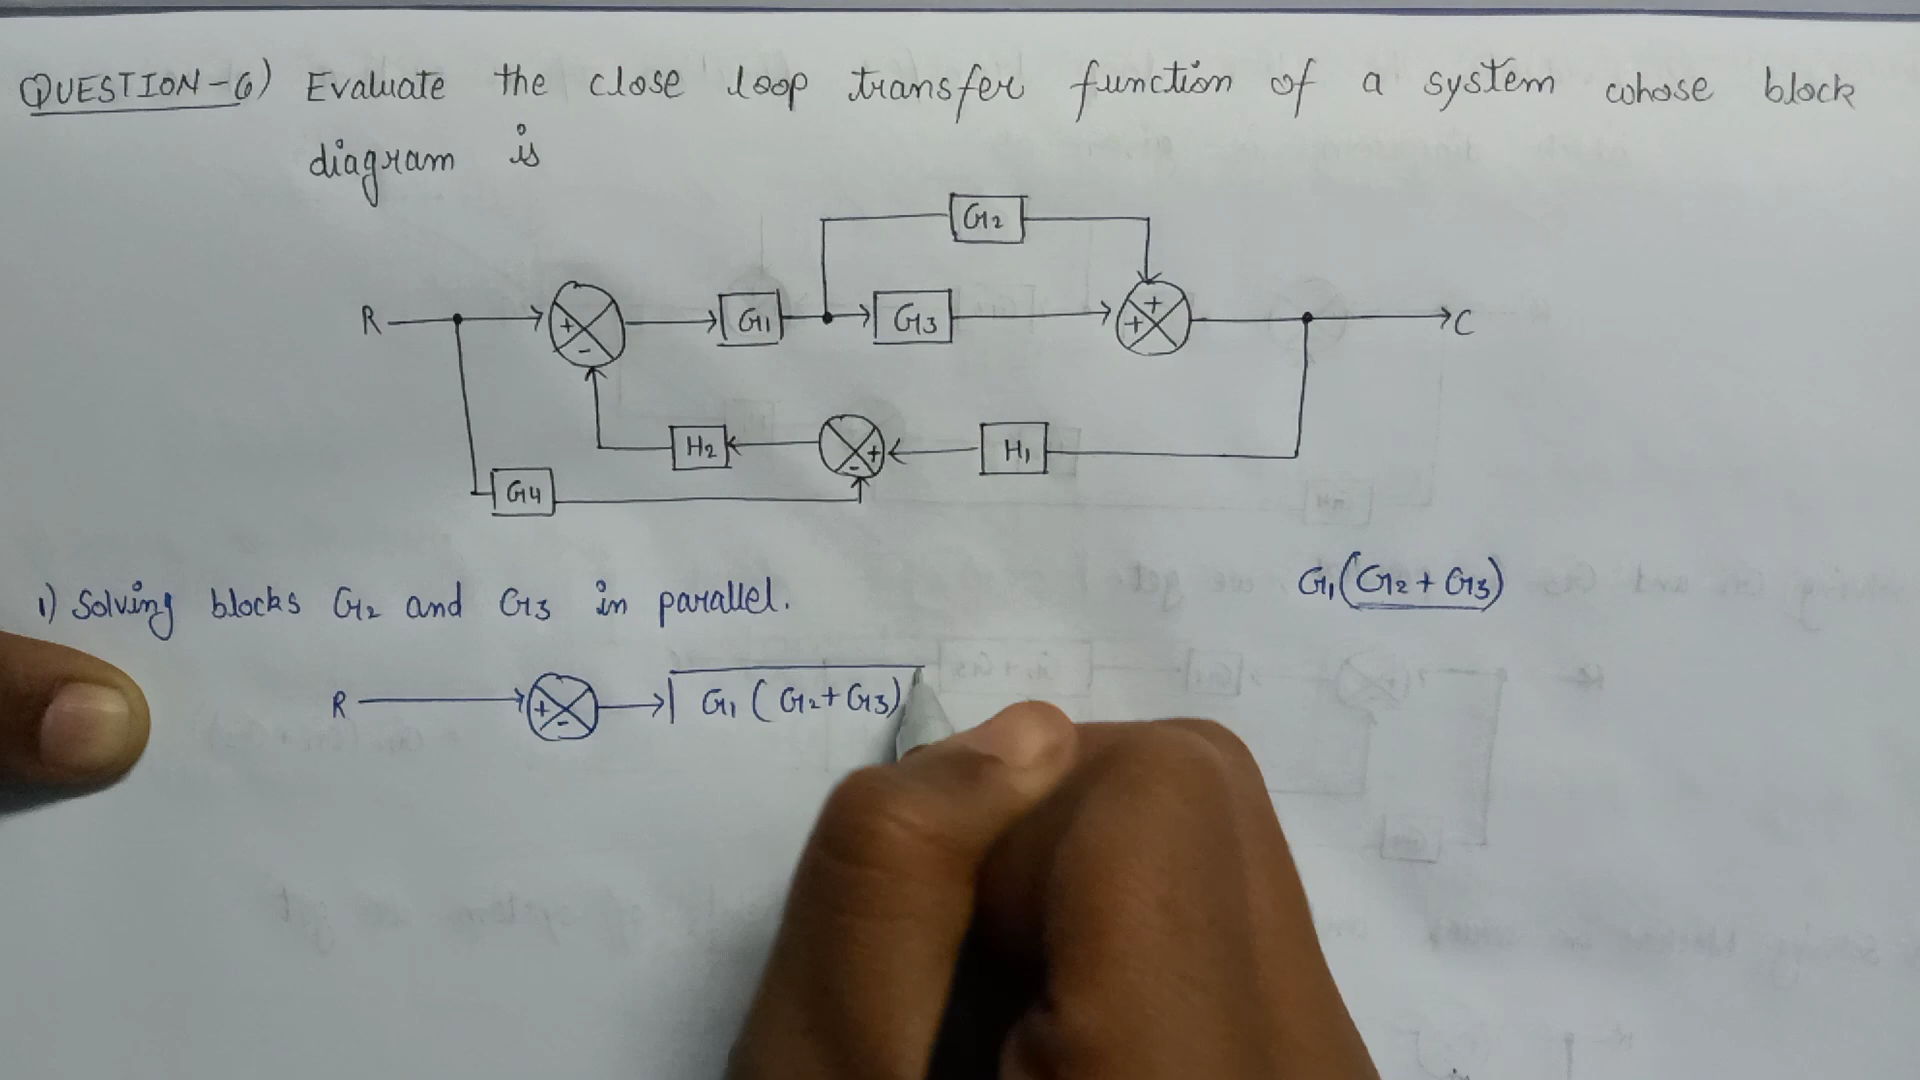 QUESTION-6) Evaluate the close loop transfer function of a system whose block
diagram is
G2
R + - G1 G3 + + C
H2 + - H1
G4
1) Solving blocks G2 and G3 in parallel.
G1(G2+G3)
R + - G1 (G2+G3)